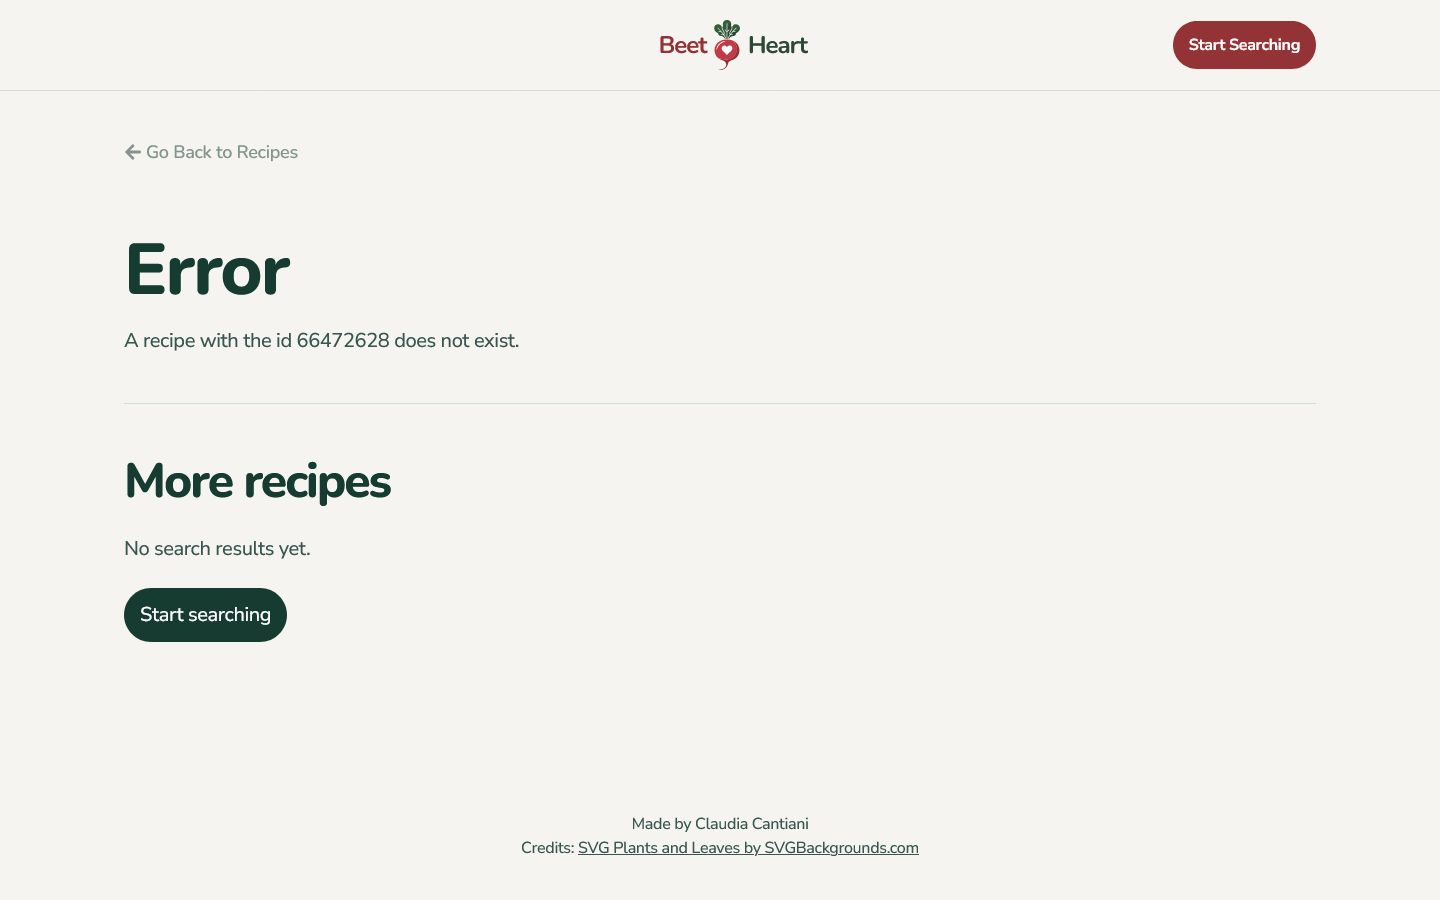 Beet Heart
Start Searching
Go Back to Recipes
Error
A recipe with the id 66472628 does not exist.
More recipes
No search results yet.
Start searching
Made by Claudia Cantiani
Credits: SVG Plants and Leaves by SVGBackgrounds.com